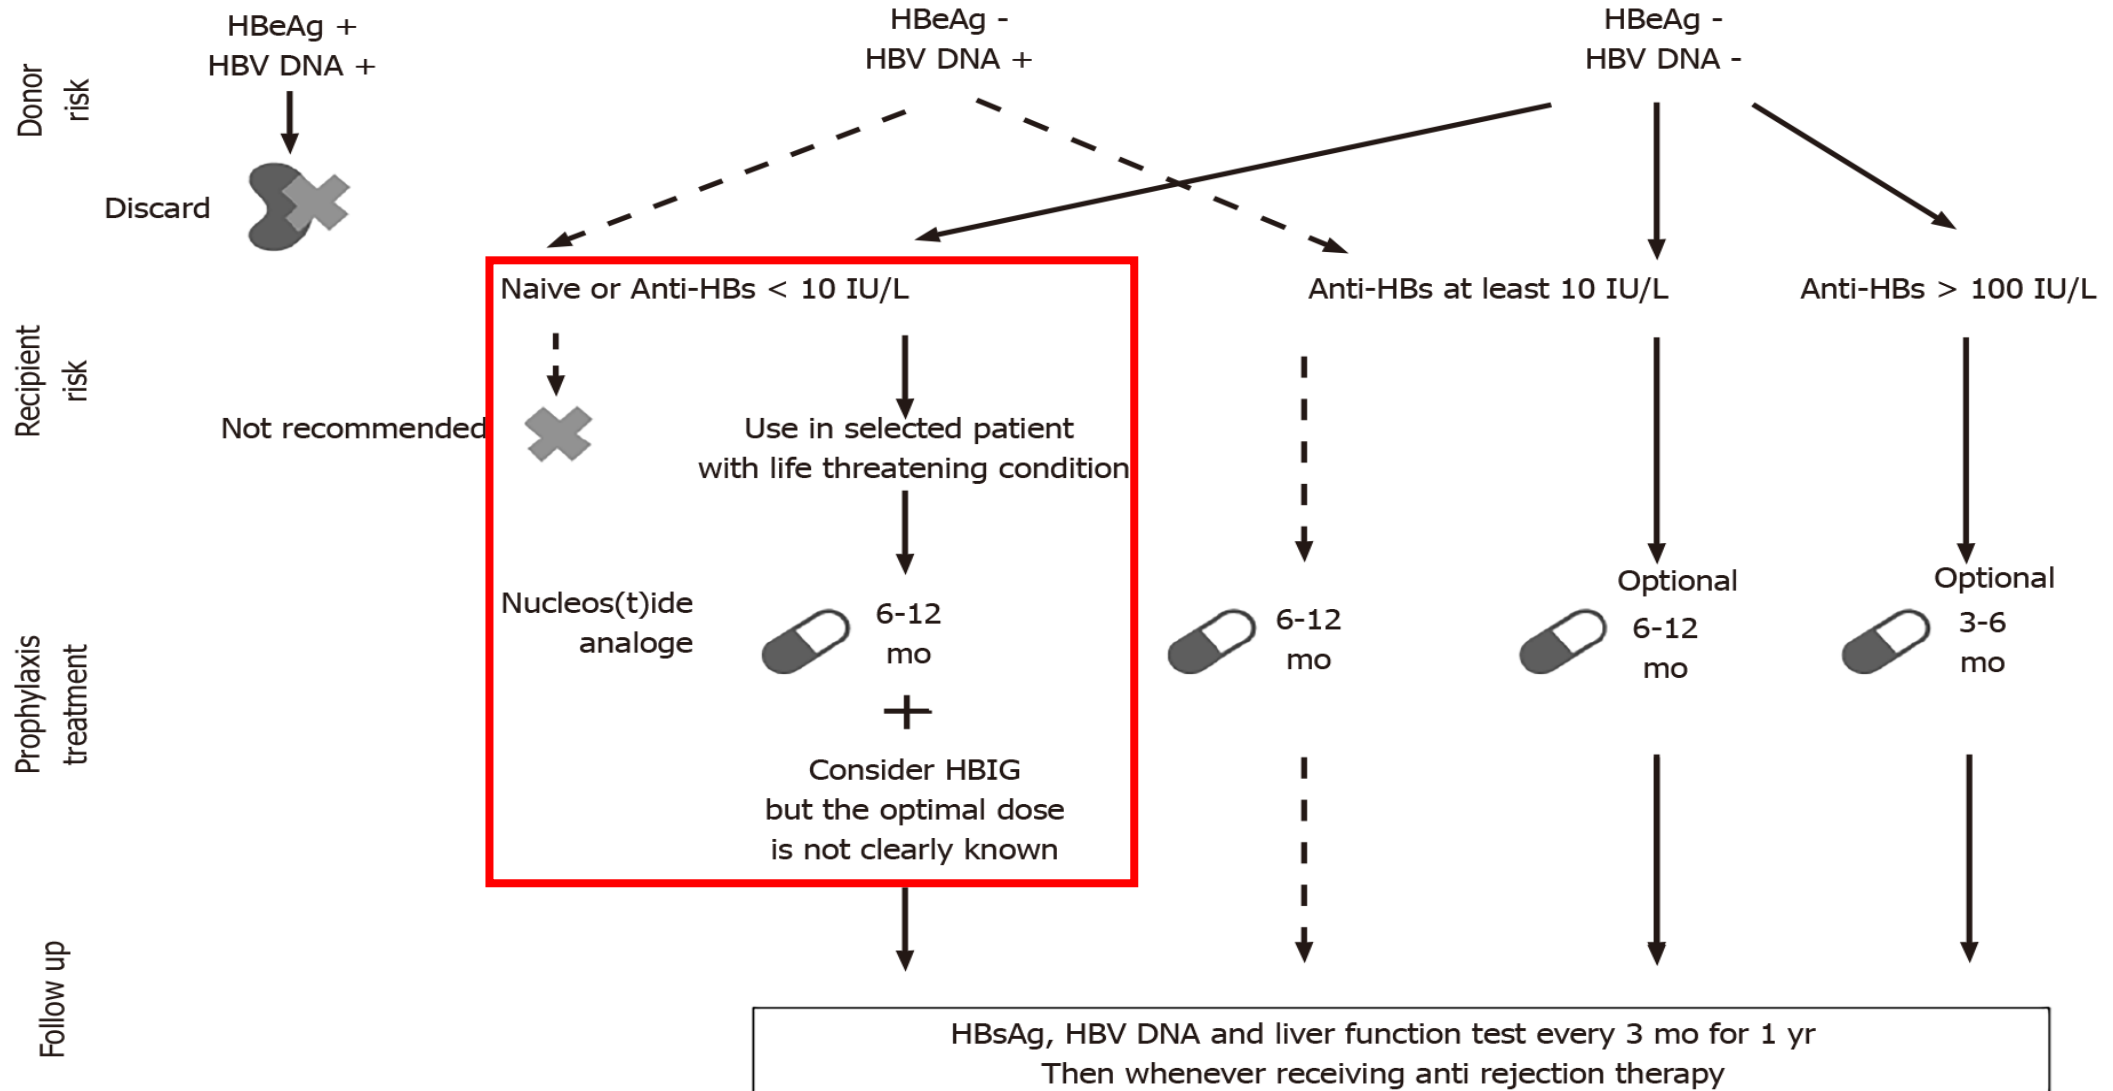 HBeAg +
HBV DNA +
HBeAg -
HBV DNA +
HBeAg -
HBV DNA -
Donor
risk
Discard
Recipient
risk
Naive or Anti-HBs < 10 IU/L
Anti-HBs at least 10 IU/L
Anti-HBs > 100 IU/L
Not recommended
Use in selected patient
with life threatening condition
Prophylaxis
treatment
Nucleos(t)ide
analoge
6-12
mo
+
Consider HBIG
but the optimal dose
is not clearly known
6-12
mo
Optional
6-12
mo
Optional
3-6
mo
Follow up
HBsAg, HBV DNA and liver function test every 3 mo for 1 yr
Then whenever receiving anti rejection therapy